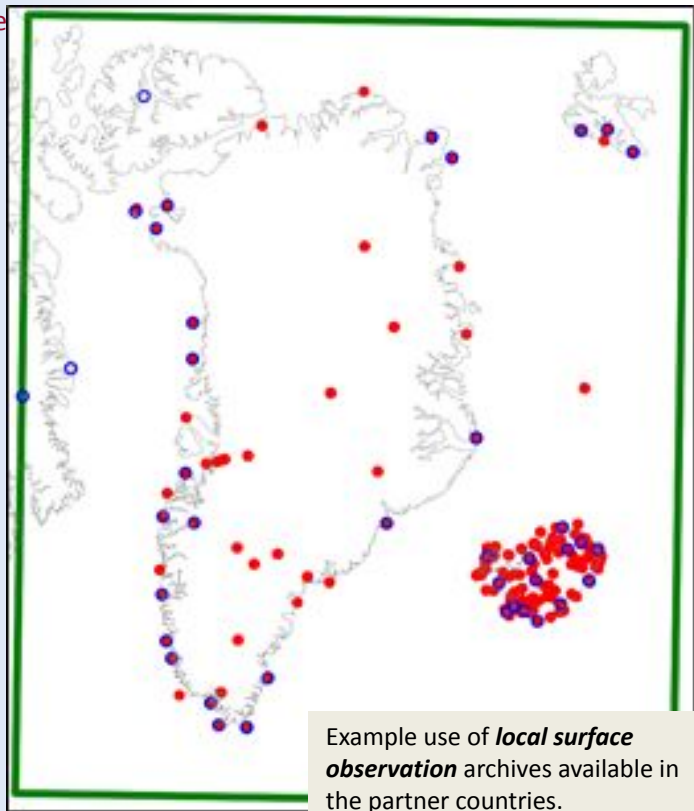 e
Example use of local surface
observation archives available in
the partner countries.